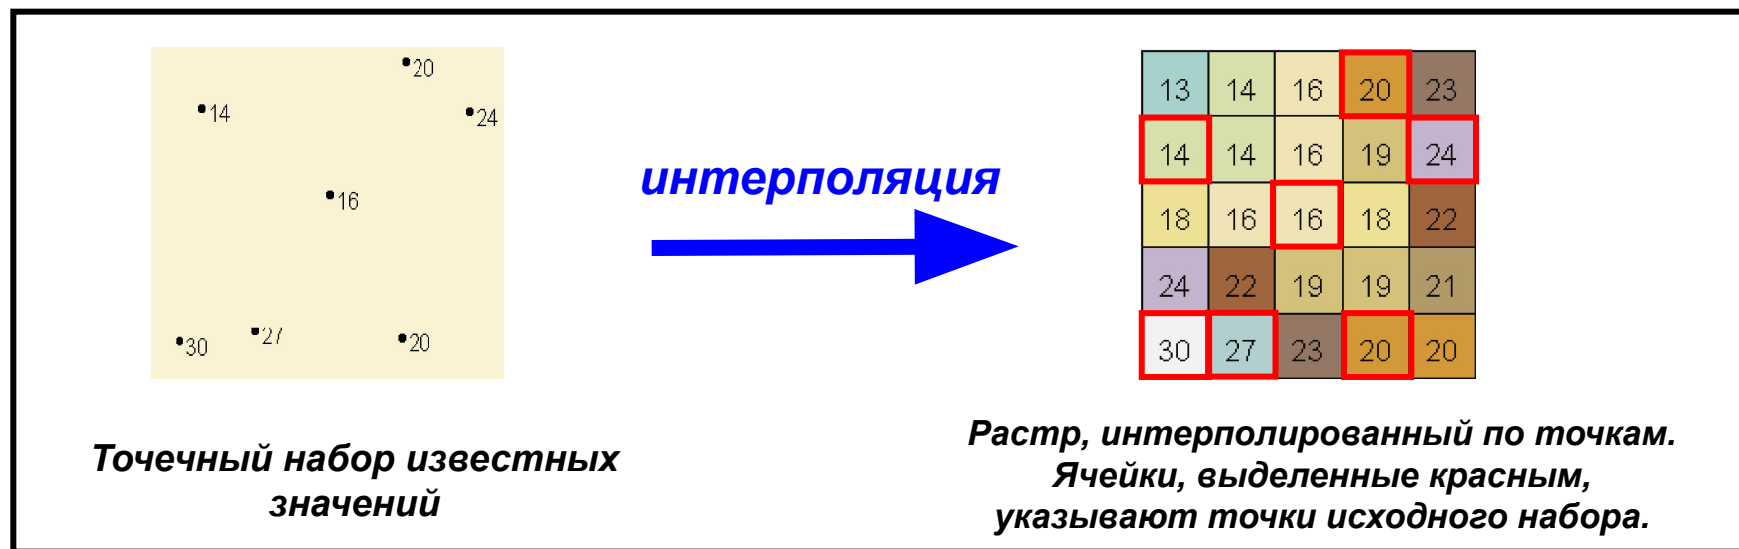 20
14
24
16
30
27
20
Точечный набор известных
значений
интерполяция
13 14 16 20 23
14 14 16 19 24
18 16 16 18 22
24 22 19 19 21
30 27 23 20 20
Растр, интерполированный по точкам.
Ячейки, выделенные красным,
указывают точки исходного набора.